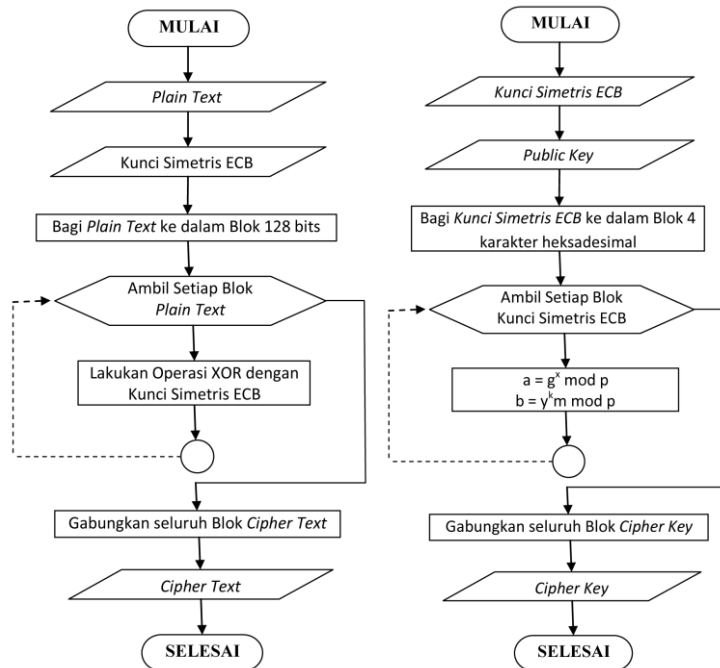 MULAI
Plain Text
Kunci Simetris ECB
Bagi Plain Text ke dalam Blok 128 bits
Ambil Setiap Blok
Plain Text
Lakukan Operasi XOR dengan
Kunci Simetris ECB
Gabungkan seluruh Blok Cipher Text
Cipher Text
SELESAI
MULAI
Kunci Simetris ECB
Public Key
Bagi Kunci Simetris ECB ke dalam Blok 4
karakter heksadesimal
Ambil Setiap Blok
Kunci Simetris ECB
a = gˣ mod p
b = yᵏm mod p
Gabungkan seluruh Blok Cipher Key
Cipher Key
SELESAI